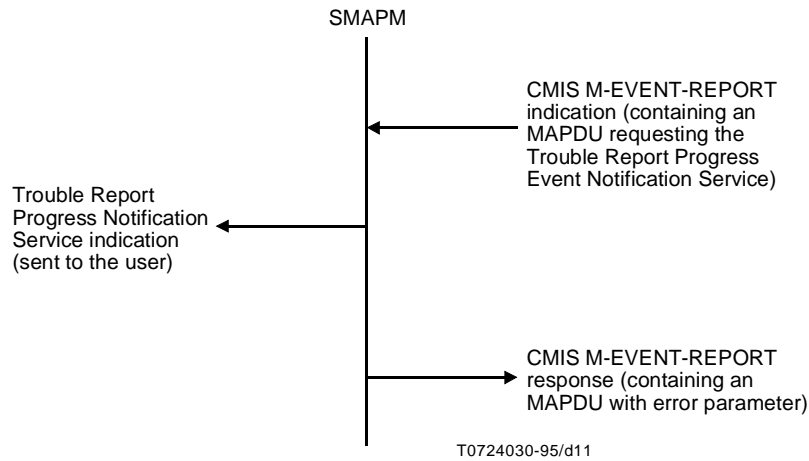 SMAPM
CMIS M-EVENT-REPORT
indication (containing an
MAPDU requesting the
Trouble Report Progress
Event Notification Service)
Trouble Report
Progress Notification
Service indication
(sent to the user)
CMIS M-EVENT-REPORT
response (containing an
MAPDU with error parameter)
T0724030-95/d11